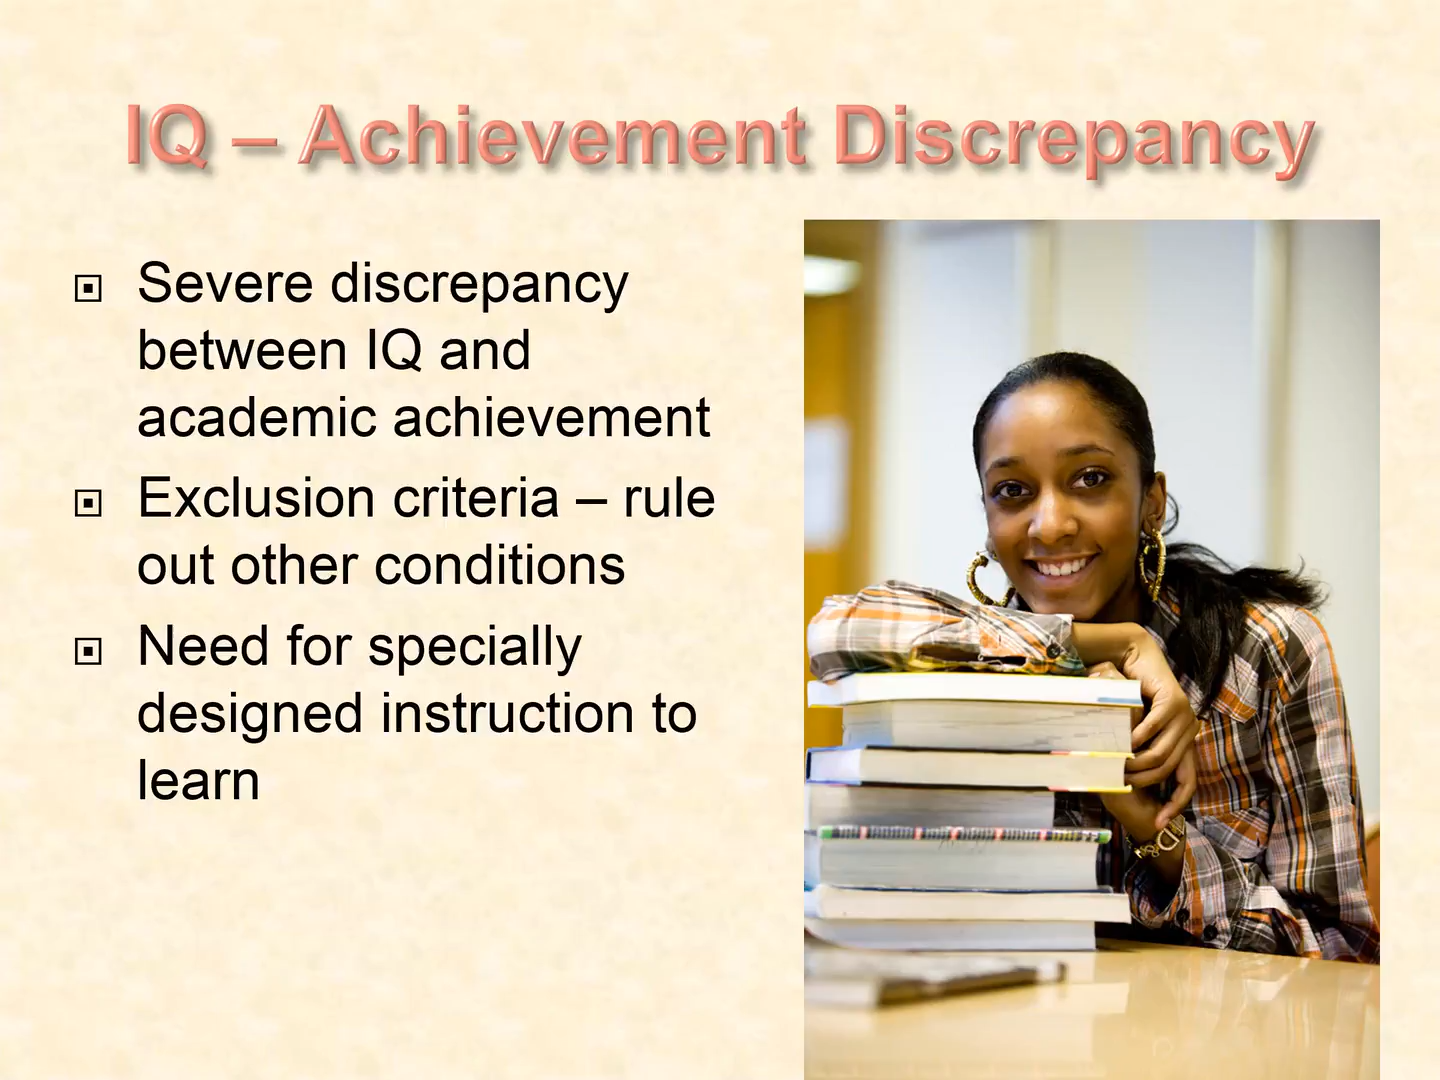 IQ – Achievement Discrepancy
Severe discrepancy
between IQ and
academic achievement
Exclusion criteria – rule
out other conditions
Need for specially
designed instruction to
learn